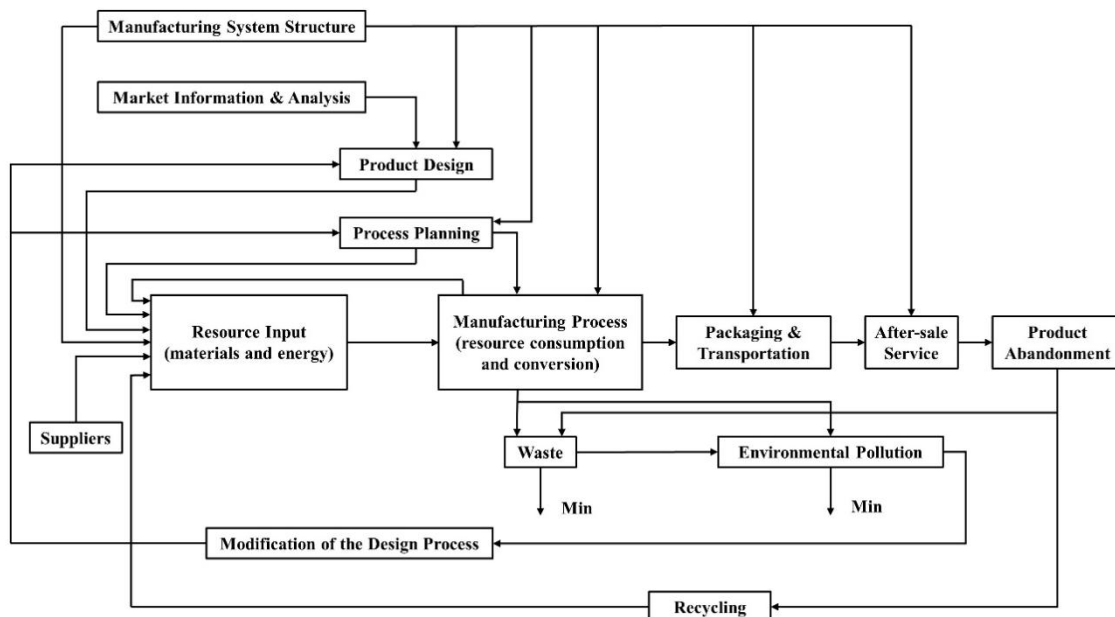 Manufacturing System Structure
Market Information & Analysis
Product Design
Process Planning
Resource Input
(materials and energy)
Manufacturing Process
(resource consumption
and conversion)
Packaging &
Transportation
After-sale
Service
Product
Abandonment
Suppliers
Waste
Environmental Pollution
Min
Min
Modification of the Design Process
Recycling